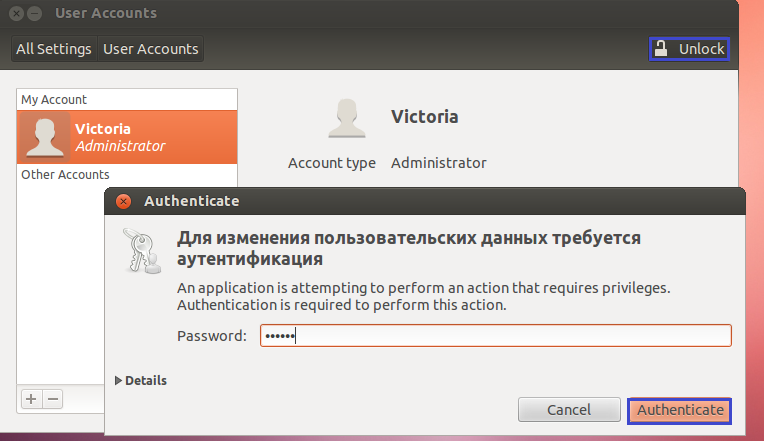 User Accounts
All Settings User Accounts Unlock
My Account
Victoria
Administrator
Other Accounts
Victoria
Account type Administrator
Authenticate
Для изменения пользовательских данных требуется
аутентификация
An application is attempting to perform an action that requires privileges.
Authentication is required to perform this action.
Password: ••••••
Details
Cancel Authenticate